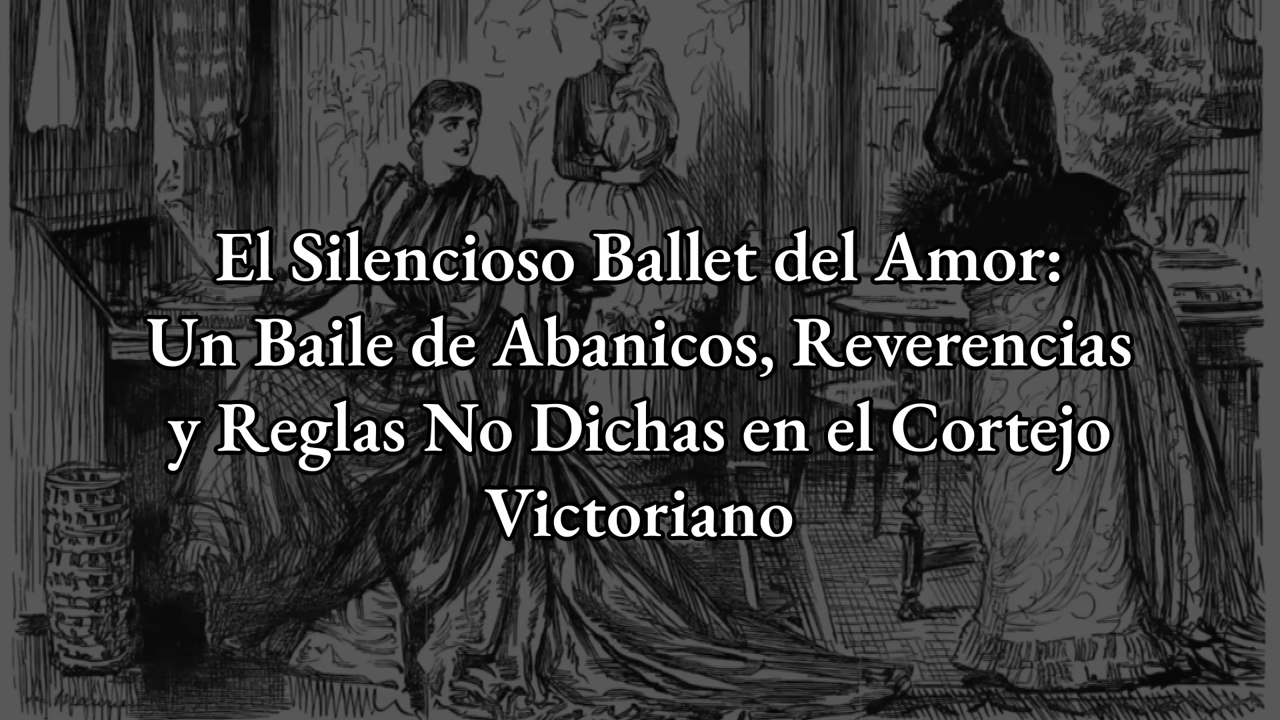 El Silencioso Ballet del Amor:
Un Baile de Abanicos, Reverencias
y Reglas No Dichas en el Cortejo
Victoriano